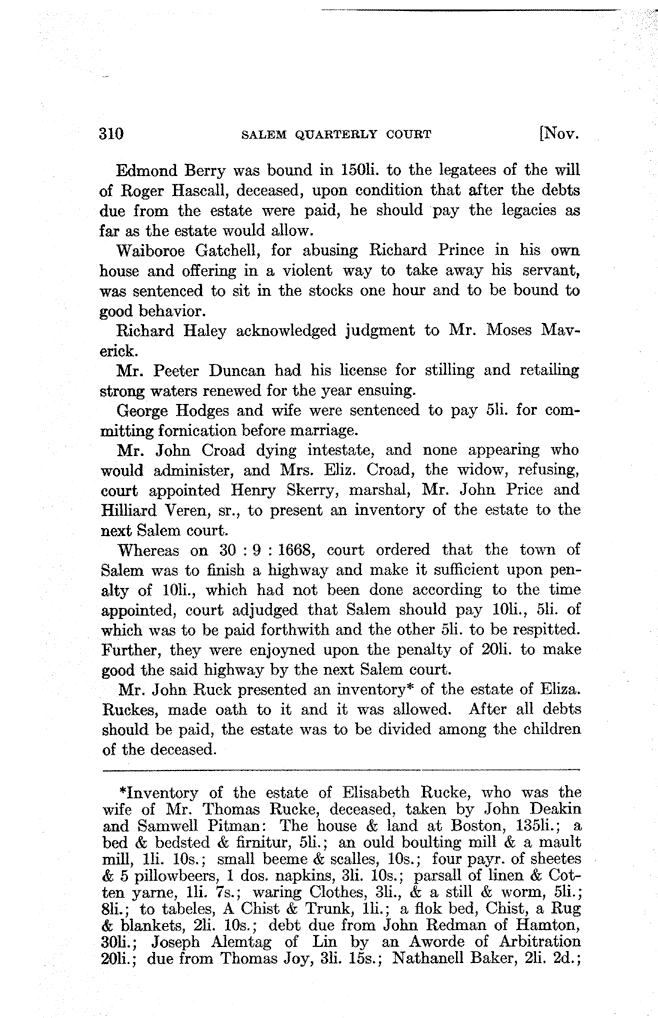 310 SALEM QUARTERLY COURT [Nov.
Edmond Berry was bound in 150li. to the legatees of the will
of Roger Hascall, deceased, upon condition that after the debts
due from the estate were paid, he should pay the legacies as
far as the estate would allow.
Waiboroe Gatchell, for abusing Richard Prince in his own
house and offering in a violent way to take away his servant,
was sentenced to sit in the stocks one hour and to be bound to
good behavior.
Richard Haley acknowledged judgment to Mr. Moses Mav-
erick.
Mr. Peeter Duncan had his license for stilling and retailing
strong waters renewed for the year ensuing.
George Hodges and wife were sentenced to pay 5li. for com-
mitting fornication before marriage.
Mr. John Croad dying intestate, and none appearing who
would administer, and Mrs. Eliz. Croad, the widow, refusing,
court appointed Henry Skerry, marshal, Mr. John Price and
Hilliard Veren, sr., to present an inventory of the estate to the
next Salem court.
Whereas on 30 : 9 : 1668, court ordered that the town of
Salem was to finish a highway and make it sufficient upon pen-
alty of 10li., which had not been done according to the time
appointed, court adjudged that Salem should pay 10li., 5li. of
which was to be paid forthwith and the other 5li. to be respitted.
Further, they were enjoyned upon the penalty of 20li. to make
good the said highway by the next Salem court.
Mr. John Ruck presented an inventory* of the estate of Eliza.
Ruckes, made oath to it and it was allowed. After all debts
should be paid, the estate was to be divided among the children
of the deceased.
*Inventory of the estate of Elisabeth Rucke, who was the
wife of Mr. Thomas Rucke, deceased, taken by John Deakin
and Samwell Pitman: The house & land at Boston, 135li.; a
bed & bedsted & firnitur, 5li.; an ould boulting mill & a mault
mill, 1li. 10s.; small beeme & scalles, 10s.; four payr. of sheetes
& 5 pillowbeers, 1 dos. napkins, 3li. 10s.; parsall of linen & Cot-
ten yarne, 1li. 7s.; waring Clothes, 3li., & a still & worm, 5li.;
8li.; to tabeles, A Chist & Trunk, 1li.; a flok bed, Chist, a Rug
& blankets, 2li. 10s.; debt due from John Redman of Hamton,
30li.; Joseph Alemtag of Lin by an Aworde of Arbitration
20li.; due from Thomas Joy, 3li. 15s.; Nathanell Baker, 2li. 2d.;